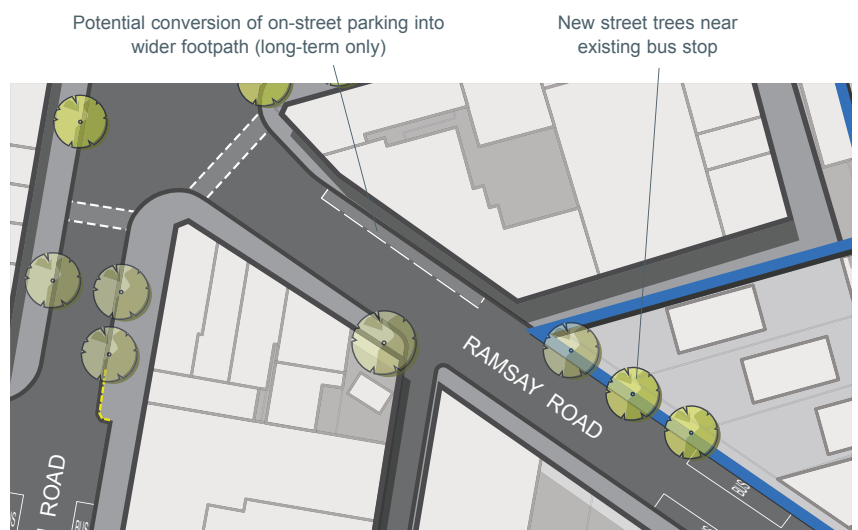 Potential conversion of on-street parking into
wider footpath (long-term only)
New street trees near
existing bus stop
RAMSAY ROAD
ROAD
BUS
BUS
BUS